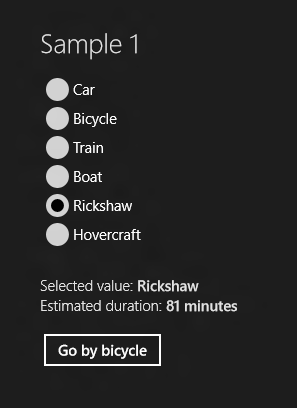 Sample 1
Car
Bicycle
Train
Boat
Rickshaw
Hovercraft
Selected value: Rickshaw
Estimated duration: 81 minutes
Go by bicycle